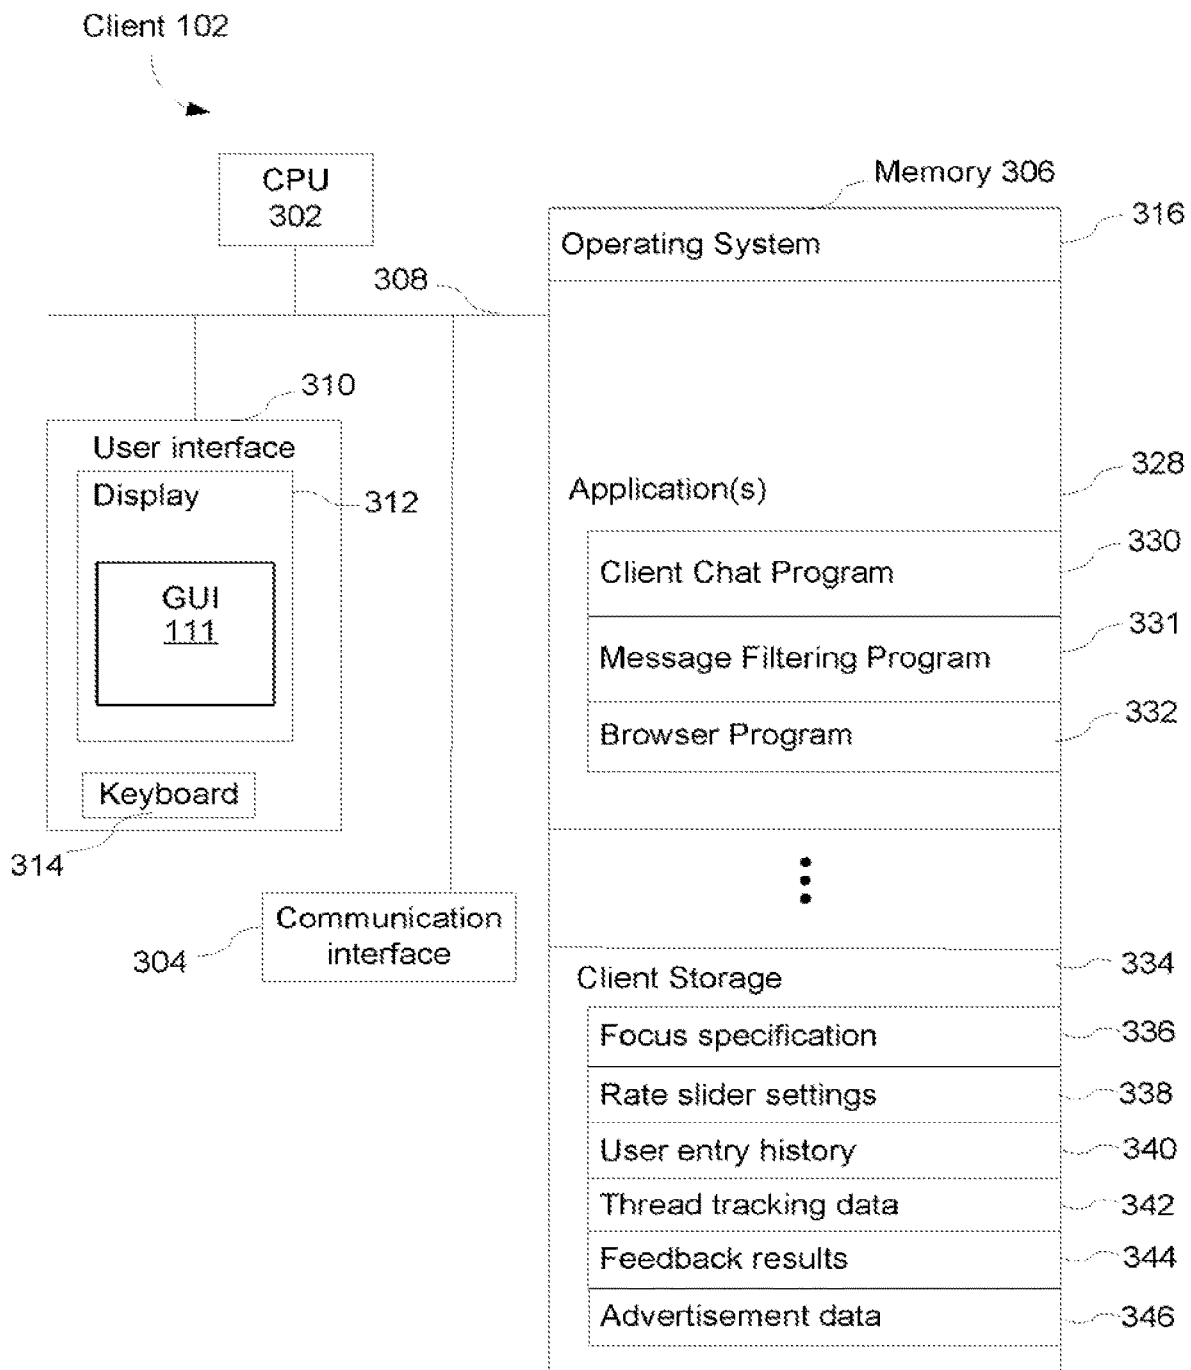 Client 102
CPU
302
Memory 306
316
Operating System
308
310
User interface
Display
312
GUI
111
Keyboard
314
Communication
interface
304
328
Application(s)
330
Client Chat Program
331
Message Filtering Program
332
Browser Program
334
Client Storage
Focus specification
336
Rate slider settings
338
User entry history
340
Thread tracking data
342
Feedback results
344
Advertisement data
346